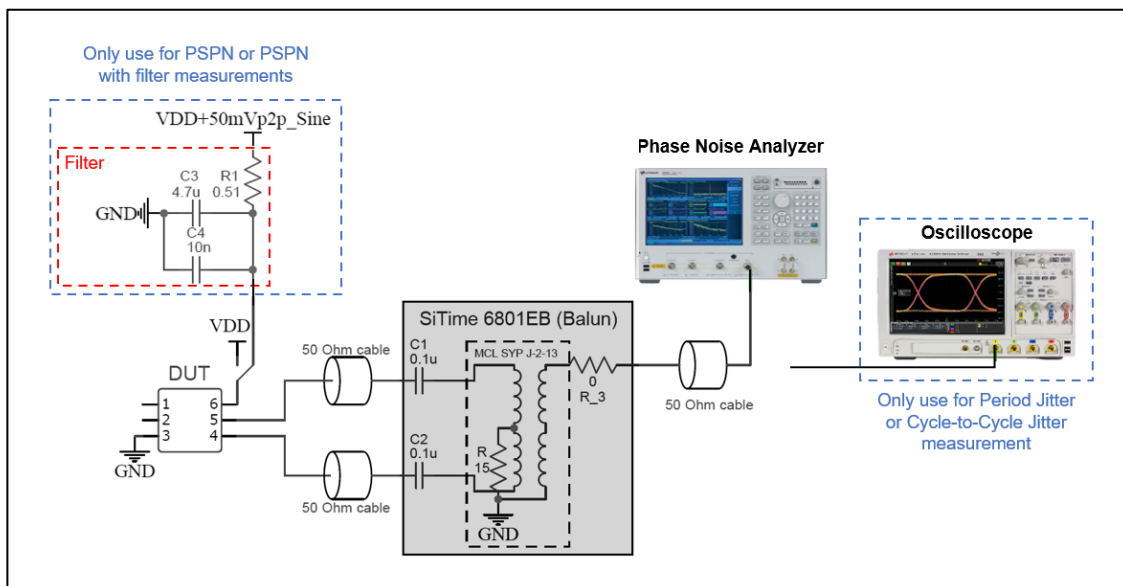 Only use for PSPN or PSPN
with filter measurements
VDD+50mVp2p_Sine
Filter
C3
4.7u
R1
0.51
GND
C4
10n
VDD
DUT
1
2
3
6
5
4
GND
50 Ohm cable
50 Ohm cable
SiTime 6801EB (Balun)
C1
0.1u
C2
0.1u
MCL SYP J-2-13
R
15
GND
0
R_3
50 Ohm cable
Phase Noise Analyzer
Oscilloscope
Only use for Period Jitter
or Cycle-to-Cycle Jitter
measurement